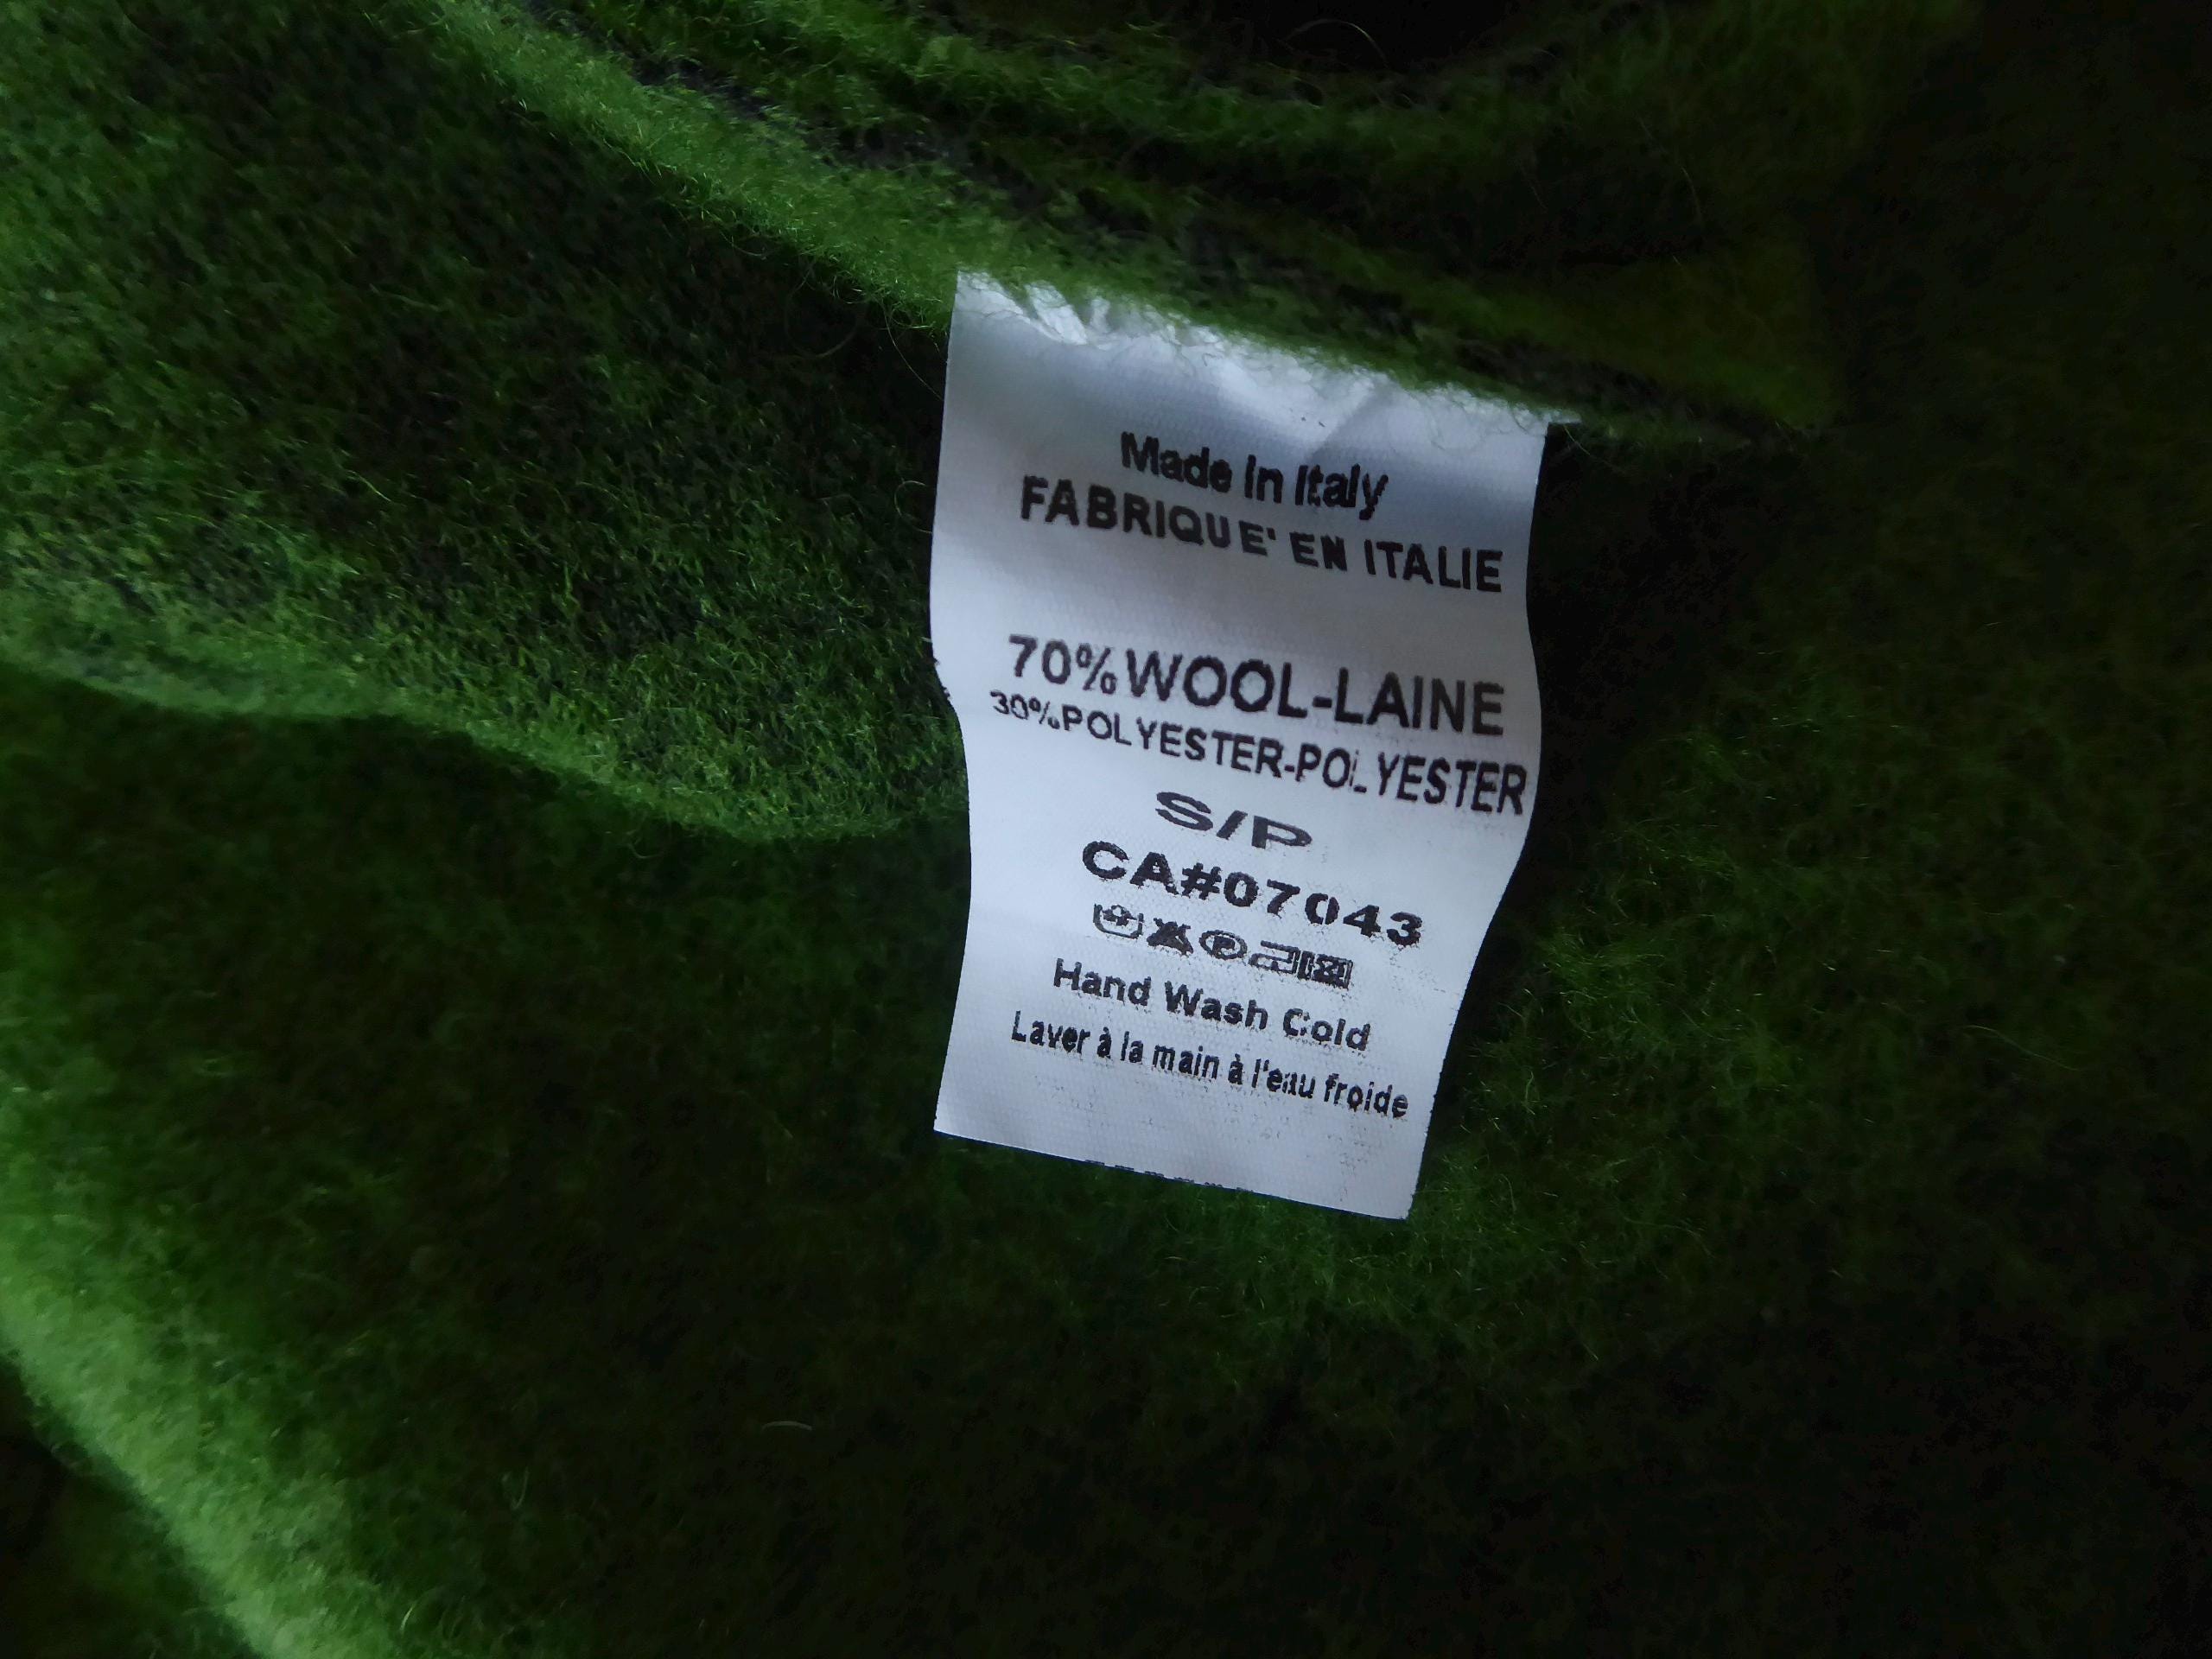 Made in Italy
FABRIQUE' EN ITALIE
70%WOOL-LAINE
30%POLYESTER-POLYESTER
S/P
CA#07043
Hand Wash Cold
Laver à la main à l'eau froide